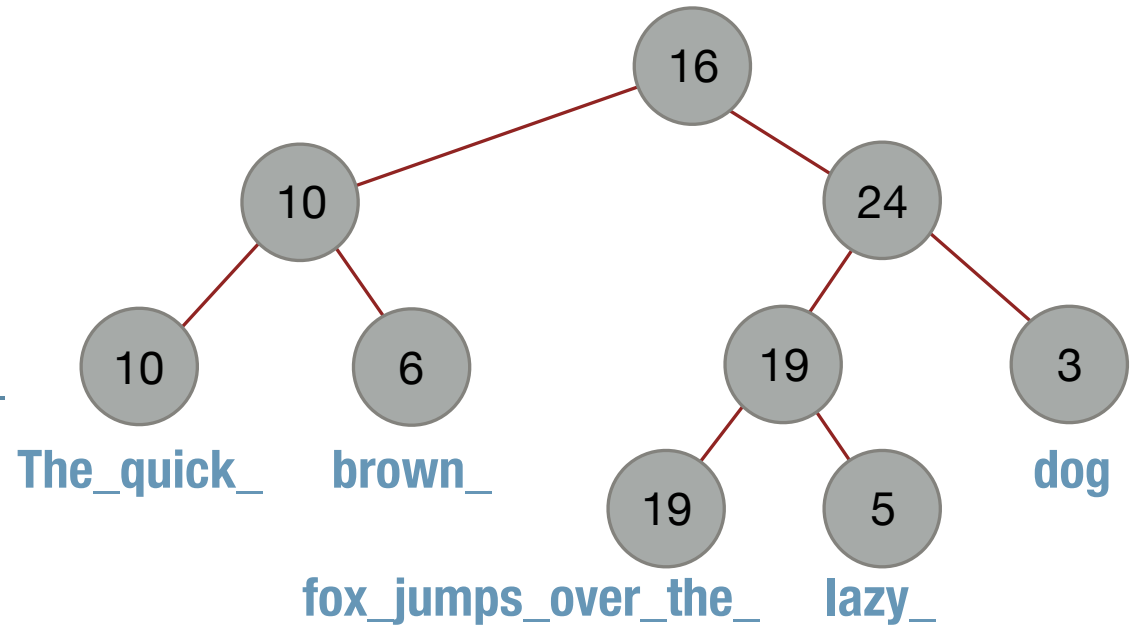 16
10 24
10 6 19 3
The_quick_ brown_ dog
19 5
fox_jumps_over_the_ lazy_